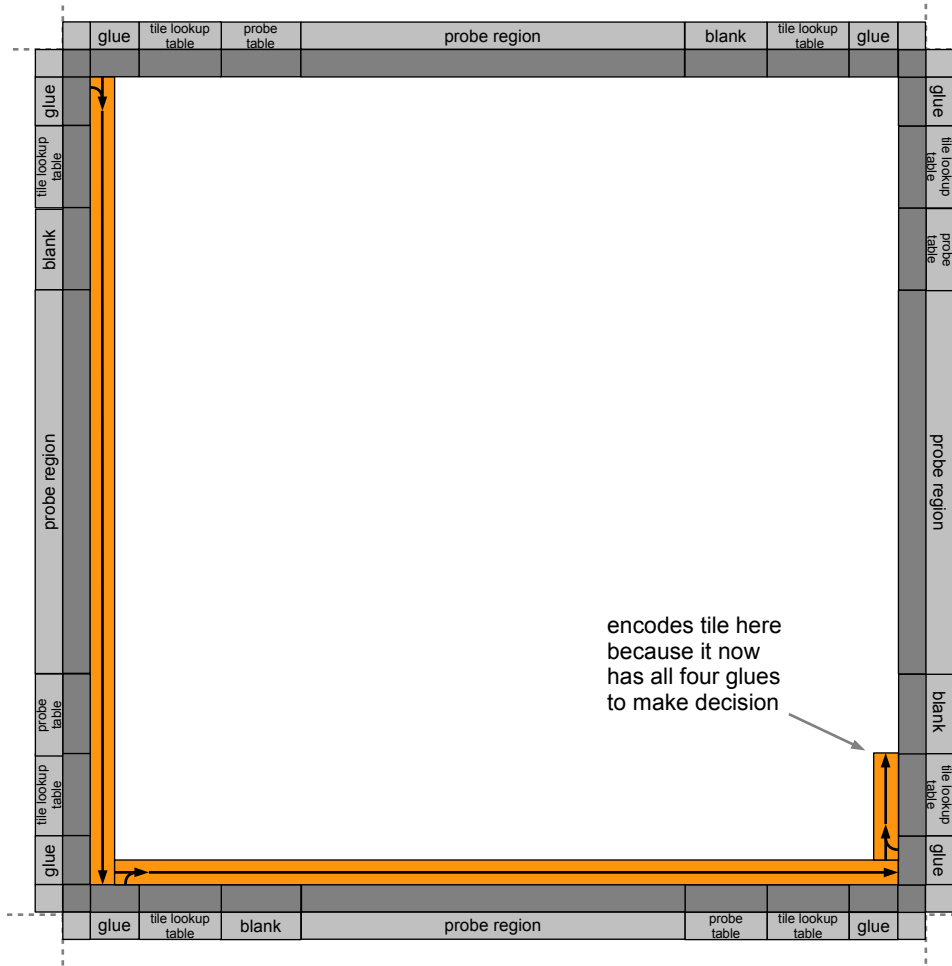 glue
tile lookup
table
probe
table
probe region
blank
tile lookup
table
glue
glue
tile lookup
table
blank
probe region
probe
table
tile lookup
table
glue
glue
tile lookup
table
probe
table
probe region
blank
tile lookup
table
glue
encodes tile here
because it now
has all four glues
to make decision
glue
tile lookup
table
blank
probe region
probe
table
tile lookup
table
glue